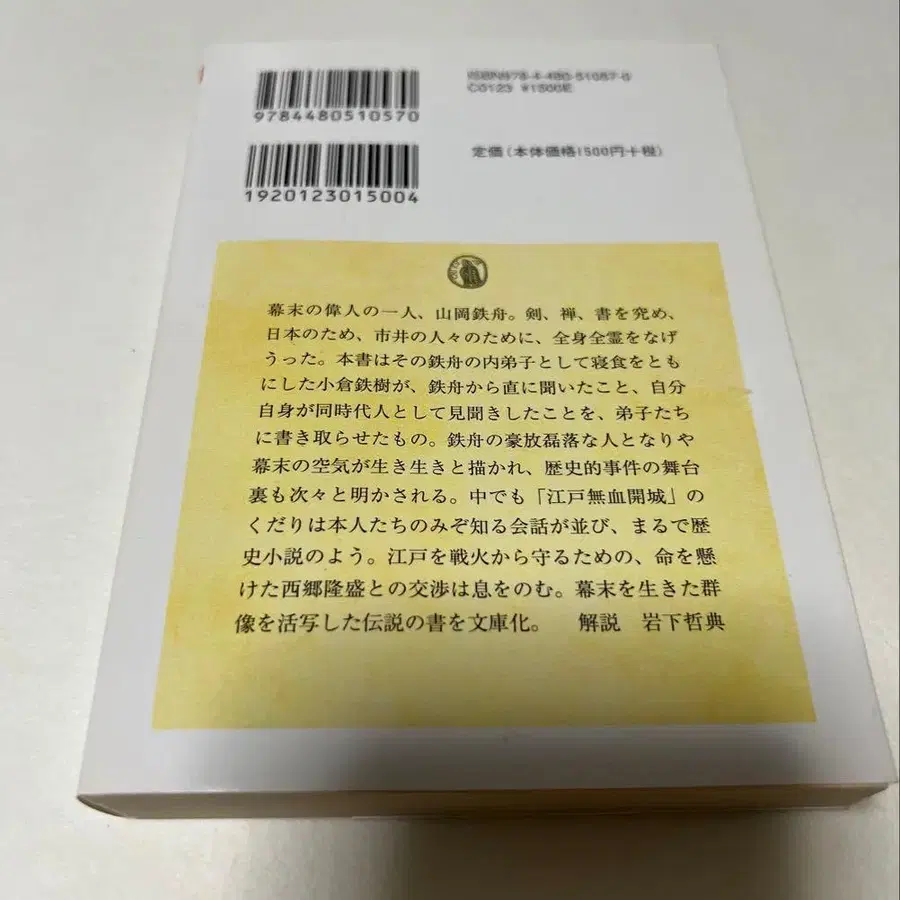 9784480510570
ISBN978-4-480-51057-0
C0123 ¥1500E
1920123015004
定価(本体価格1500円+税)
幕末の偉人の一人、山岡鉄舟。剣、禅、書を究め、
日本のため、市井の人々のために、全身全霊をなげ
うった。本書はその鉄舟の内弟子として寝食をとも
にした小倉鉄樹が、鉄舟から直に聞いたこと、自分
自身が同時代人として見聞きしたことを、弟子たち
に書き取らせたもの。鉄舟の豪放磊落な人となりや
幕末の空気が生き生きと描かれ、歴史的事件の舞台
裏も次々と明かされる。中でも「江戸無血開城」の
くだりは本人たちのみぞ知る会話が並び、まるで歴
史小説のよう。江戸を戦火から守るための、命を懸
けた西郷隆盛との交渉は息をのむ。幕末を生きた群
像を活写した伝説の書を文庫化。 解説 岩下哲典